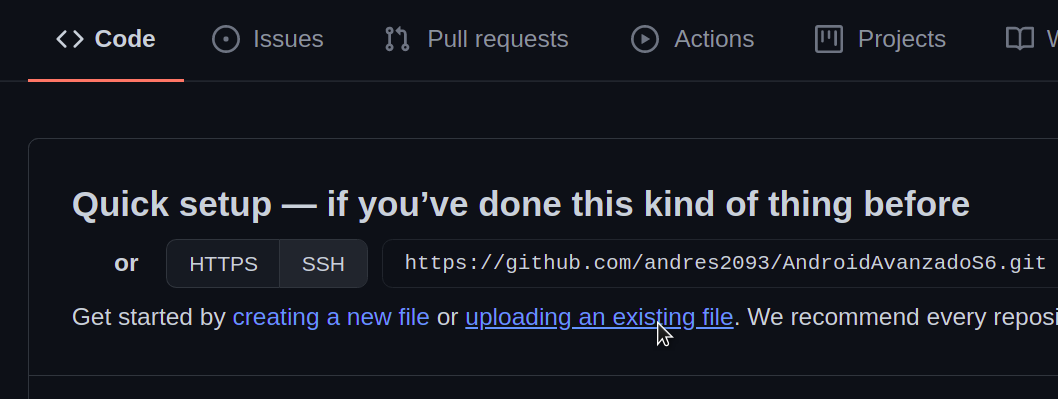 Code Issues Pull requests Actions Projects
Quick setup — if you’ve done this kind of thing before
or HTTPS SSH https://github.com/andres2093/AndroidAvanzadoS6.git
Get started by creating a new file or uploading an existing file. We recommend every